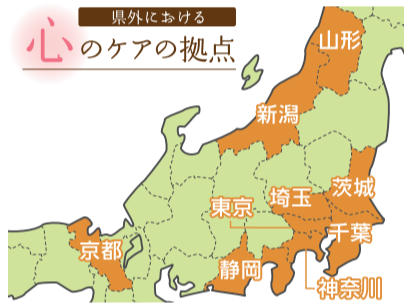 県外における
心のケアの拠点
山形
新潟
茨城
埼玉
東京
千葉
京都
静岡
神奈川